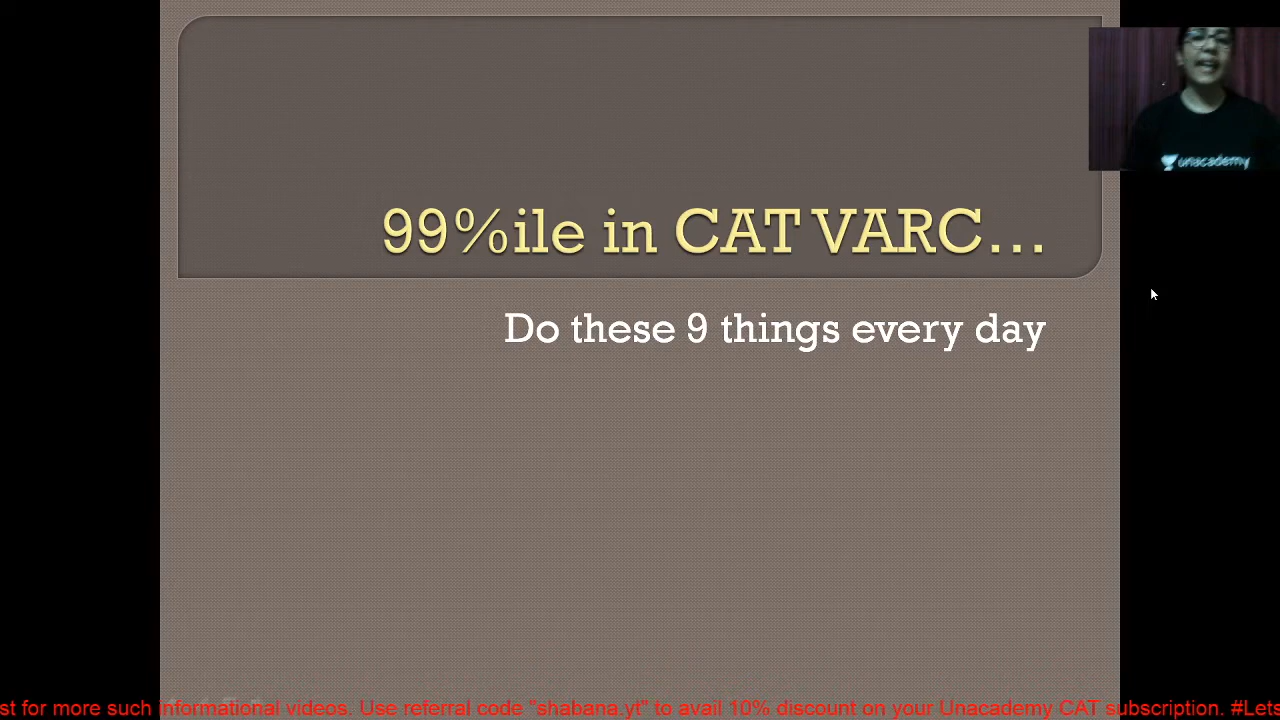 99%ile in CAT VARC...
Do these 9 things every day
unacademy
st for more such informational videos. Use referral code "shabana.yt" to avail 10% discount on your Unacademy CAT subscription. #Lets